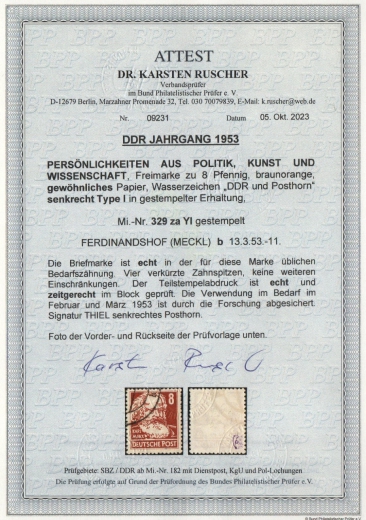 ATTEST
DR. KARSTEN RUSCHER
Verbandsprüfer
im Bund Philatelistischer Prüfer e. V.
D-12679 Berlin, Marzahner Promenade 32, Tel. 030 70079839, E-Mail: k.ruscher@web.de
Nr. 09231 Datum 05. Okt. 2023
DDR JAHRGANG 1953
PERSÖNLICHKEITEN AUS POLITIK, KUNST UND
WISSENSCHAFT, Freimarke zu 8 Pfennig, braunorange,
gewöhnliches Papier, Wasserzeichen „DDR und Posthorn"
senkrecht Type I in gestempelter Erhaltung,
Mi.-Nr. 329 za YI gestempelt
FERDINANDSHOF (MECKL) b 13.3.53.-11.
Die Briefmarke ist echt in der für diese Marke üblichen
Bedarfszähnung. Vier verkürzte Zahnspitzen, keine weiteren
Einschränkungen. Der Teilstempelabdruck ist echt und
zeitgerecht im Block geprüft. Die Verwendung im Bedarf im
Februar und März 1953 ist durch die Forschung abgesichert.
Signatur THIEL senkrechtes Posthorn.
Foto der Vorder- und Rückseite der Prüfvorlage unten.
8
KARL
MARX
DEUTSCHE POST
Prüfgebiete: SBZ / DDR ab Mi.-Nr. 182 mit Dienstpost, KgU und Pol-Lochungen
Die Prüfung erfolgte auf Grund der Prüfordnung des Bundes Philatelistischer Prüfer e. V.
© Bund Philatelistischer Prüfer e.V.